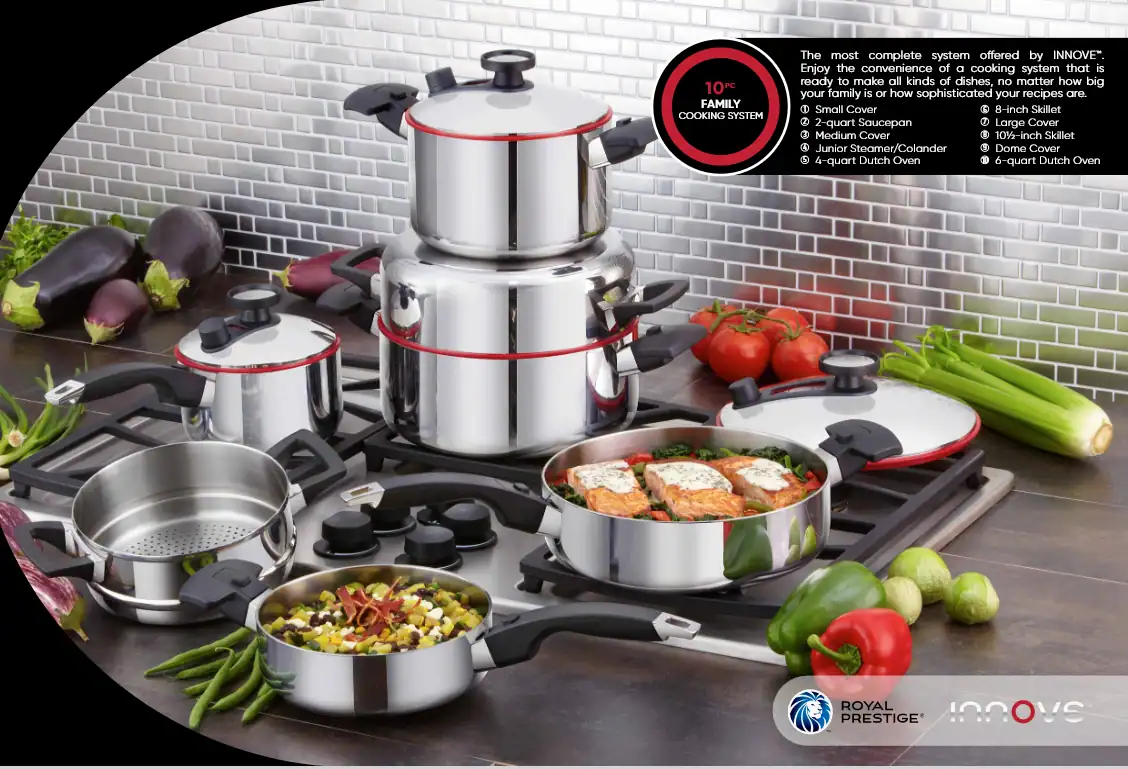 10PC
FAMILY
COOKING SYSTEM
The most complete system offered by INNOVE™.
Enjoy the convenience of a cooking system that is
ready to make all kinds of dishes, no matter how big
your family is or how sophisticated your recipes are.
① Small Cover
② 2-quart Saucepan
③ Medium Cover
④ Junior Steamer/Colander
⑤ 4-quart Dutch Oven
⑥ 8-inch Skillet
⑦ Large Cover
⑧ 10½-inch Skillet
⑨ Dome Cover
⑩ 6-quart Dutch Oven
ROYAL
PRESTIGE®
INNOVE